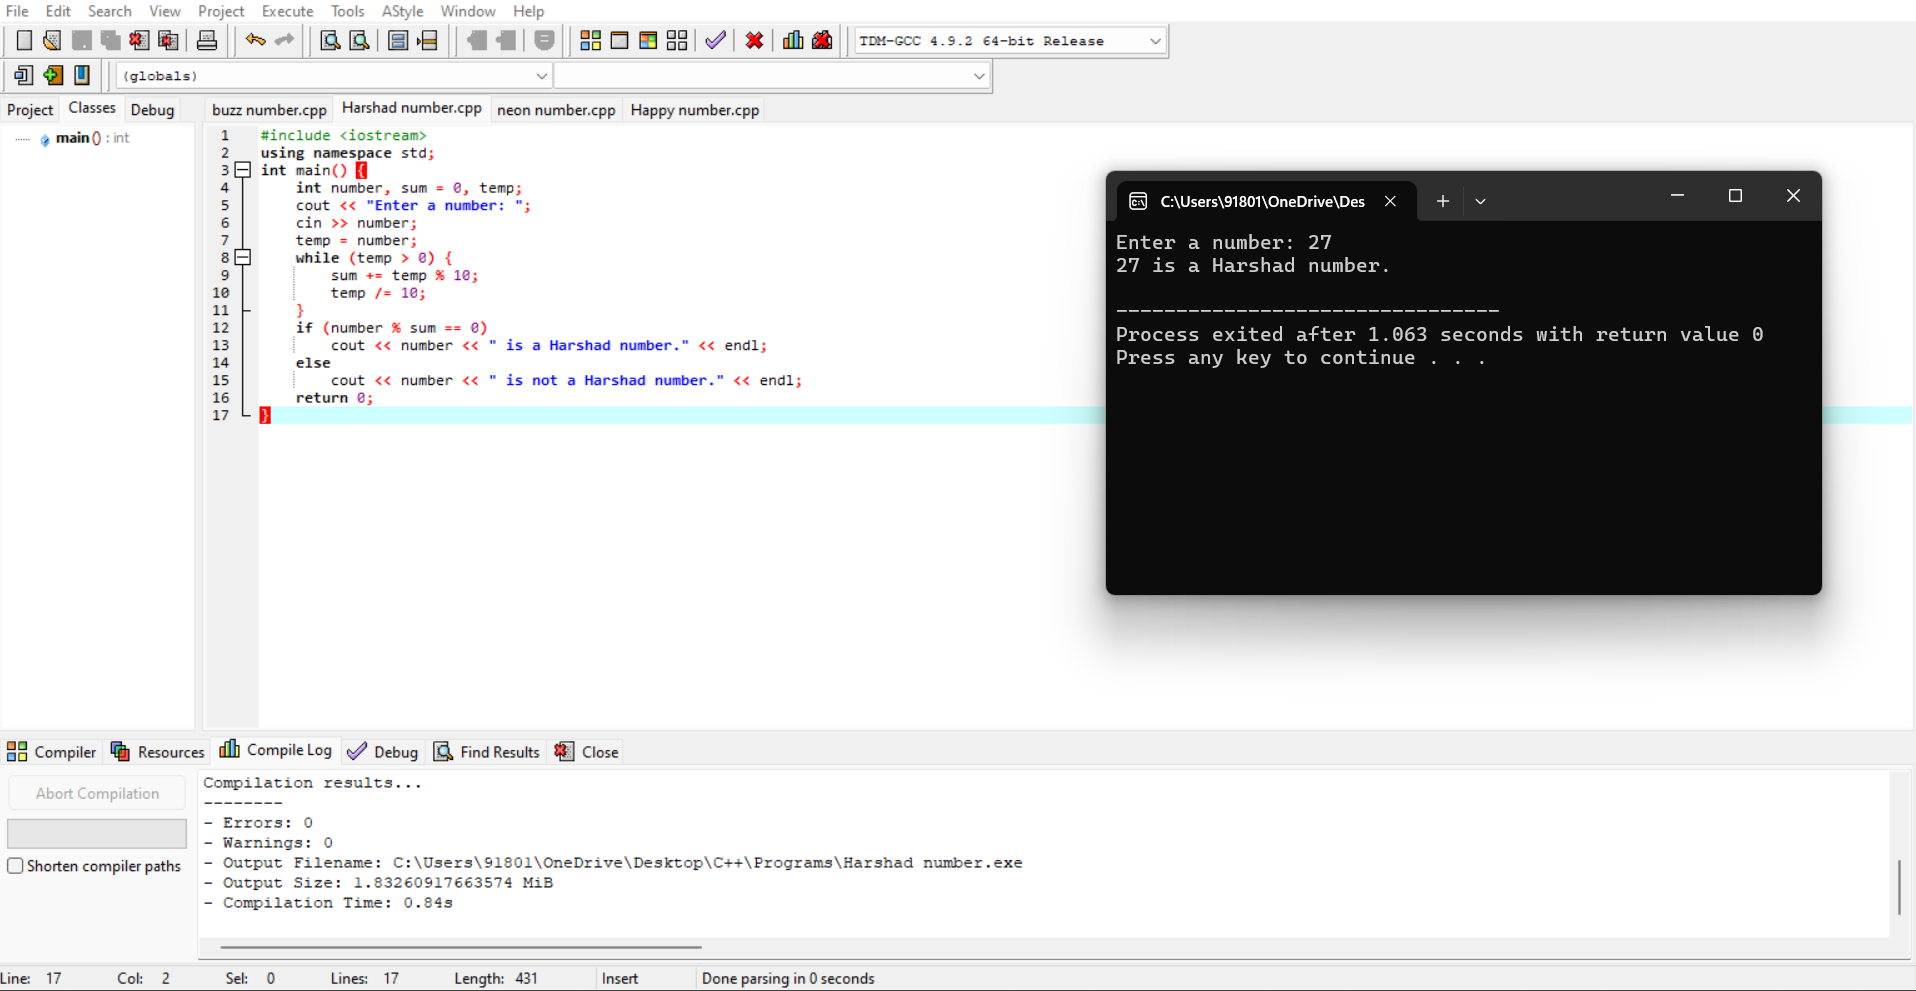 File Edit Search View Project Execute Tools AStyle Window Help
TDM-GCC 4.9.2 64-bit Release
(globals)
Project Classes Debug
buzz number.cpp Harshad number.cpp neon number.cpp Happy number.cpp
main () : int
1 #include <iostream>
2 using namespace std;
3 int main() {
4 int number, sum = 0, temp;
5 cout << "Enter a number: ";
6 cin >> number;
7 temp = number;
8 while (temp > 0) {
9 sum += temp % 10;
10 temp /= 10;
11 }
12 if (number % sum == 0)
13 cout << number << " is a Harshad number." << endl;
14 else
15 cout << number << " is not a Harshad number." << endl;
16 return 0;
17 }
C:\Users\91801\OneDrive\Des
Enter a number: 27
27 is a Harshad number.
--------------------------------
Process exited after 1.063 seconds with return value 0
Press any key to continue . . .
Compiler Resources Compile Log Debug Find Results Close
Abort Compilation
Shorten compiler paths
Compilation results...
--------
- Errors: 0
- Warnings: 0
- Output Filename: C:\Users\91801\OneDrive\Desktop\C++\Programs\Harshad number.exe
- Output Size: 1.83260917663574 MiB
- Compilation Time: 0.84s
Line: 17 Col: 2 Sel: 0 Lines: 17 Length: 431 Insert Done parsing in 0 seconds